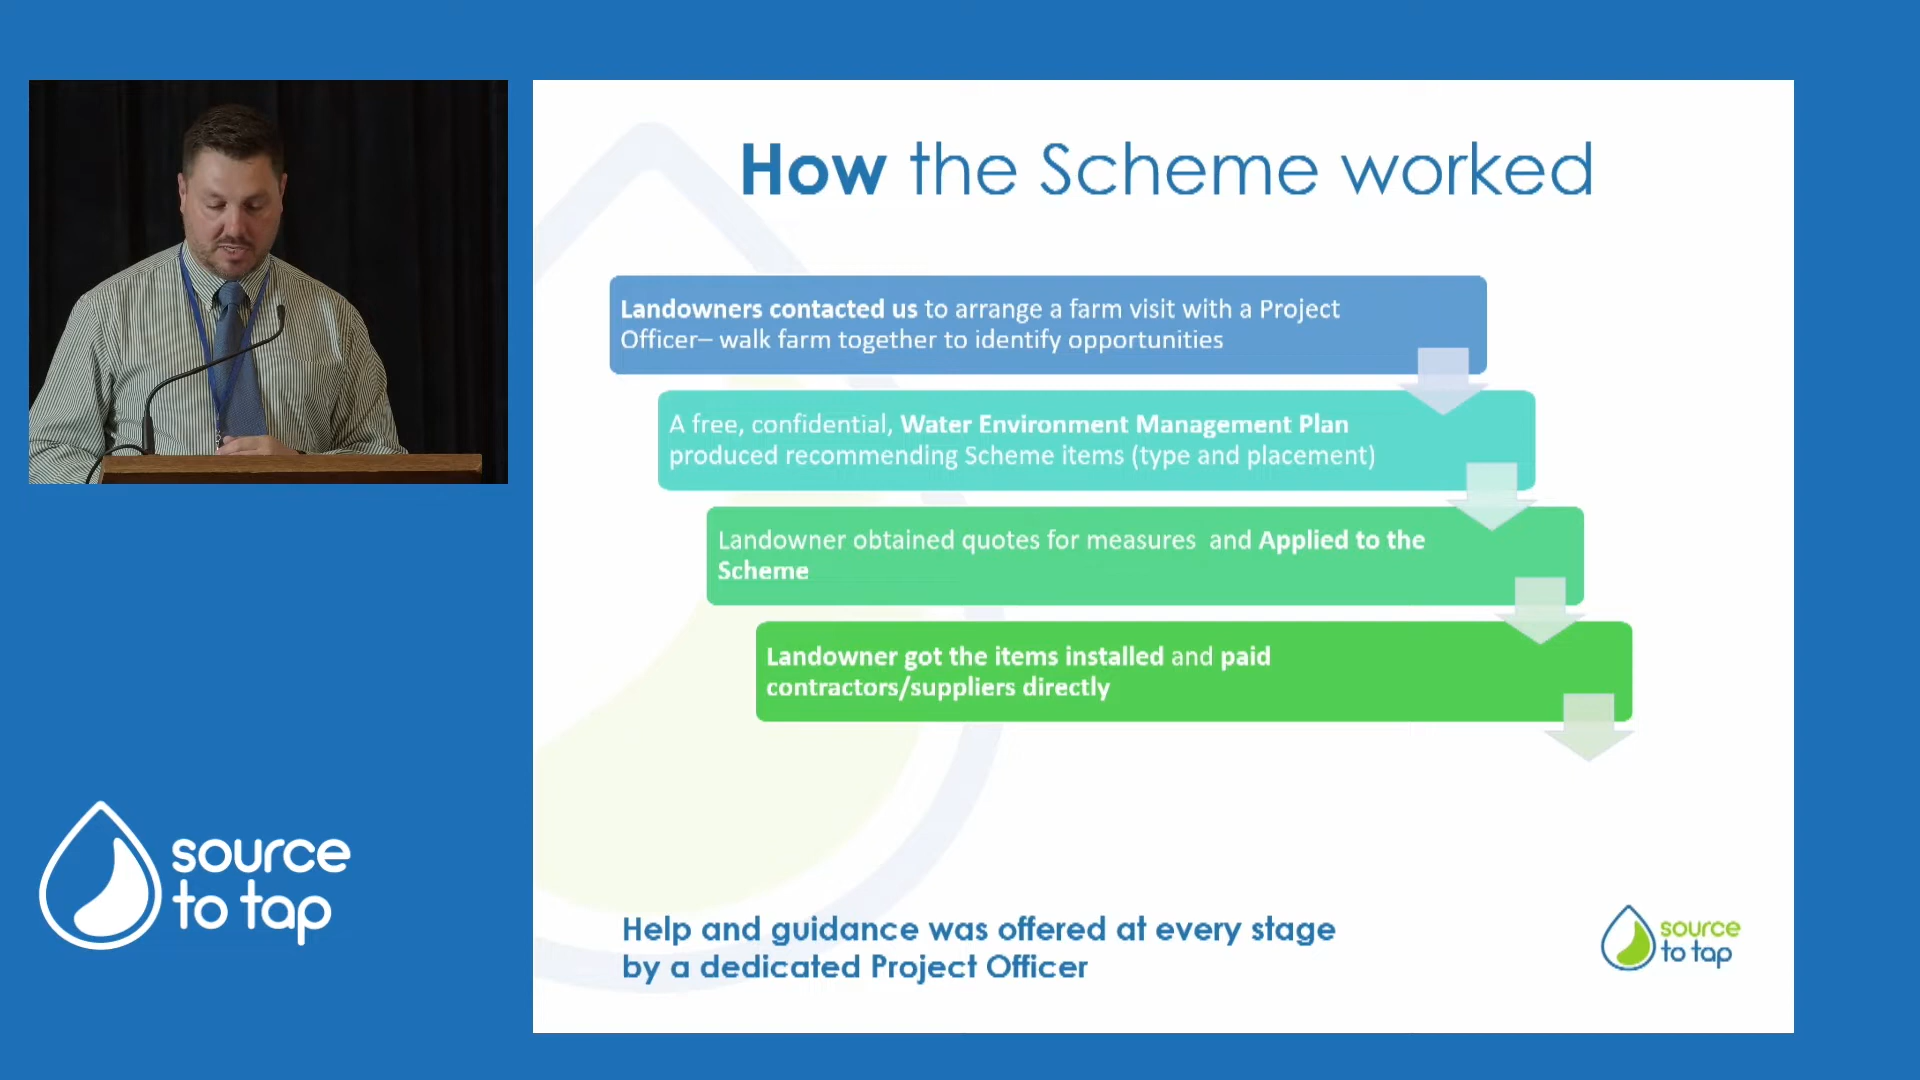 How the Scheme worked
Landowners contacted us to arrange a farm visit with a Project
Officer– walk farm together to identify opportunities
A free, confidential, Water Environment Management Plan
produced recommending Scheme items (type and placement)
Landowner obtained quotes for measures  and Applied to the
Scheme
Landowner got the items installed and paid
contractors/suppliers directly
Help and guidance was offered at every stage
by a dedicated Project Officer
source
to tap
source
to tap